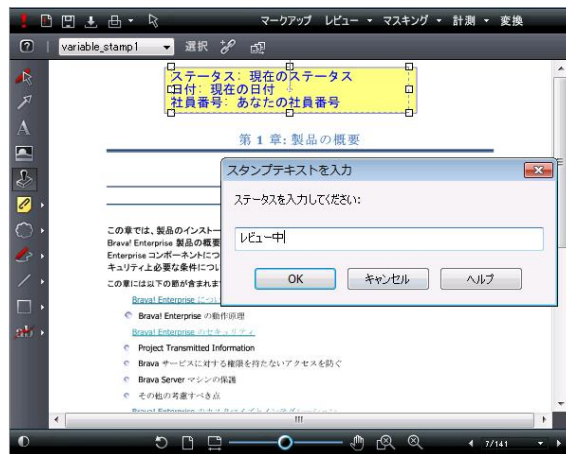 マークアップ レビュー マスキング 計測 変換
variable_stamp1 選択
ステータス: 現在のステータス
日付: 現在の日付
社員番号: あなたの社員番号
第 1 章: 製品の概要
スタンプテキストを入力
ステータスを入力してください:
レビュー中
OK キャンセル ヘルプ
この章では、製品のインストー
Brava! Enterprise 製品の概要
Enterprise コンポーネントにつ
キュリティ上必要な条件につい
この章には以下の節が含まれま
Brava! Enterprise につい
Brava! Enterprise の動作原理
Brava! Enterprise のセキュリティ
Project Transmitted Information
Brava サービスに対する権限を持たないアクセスを防ぐ
Brava Server マシンの保護
その他の考慮すべき点
7/141